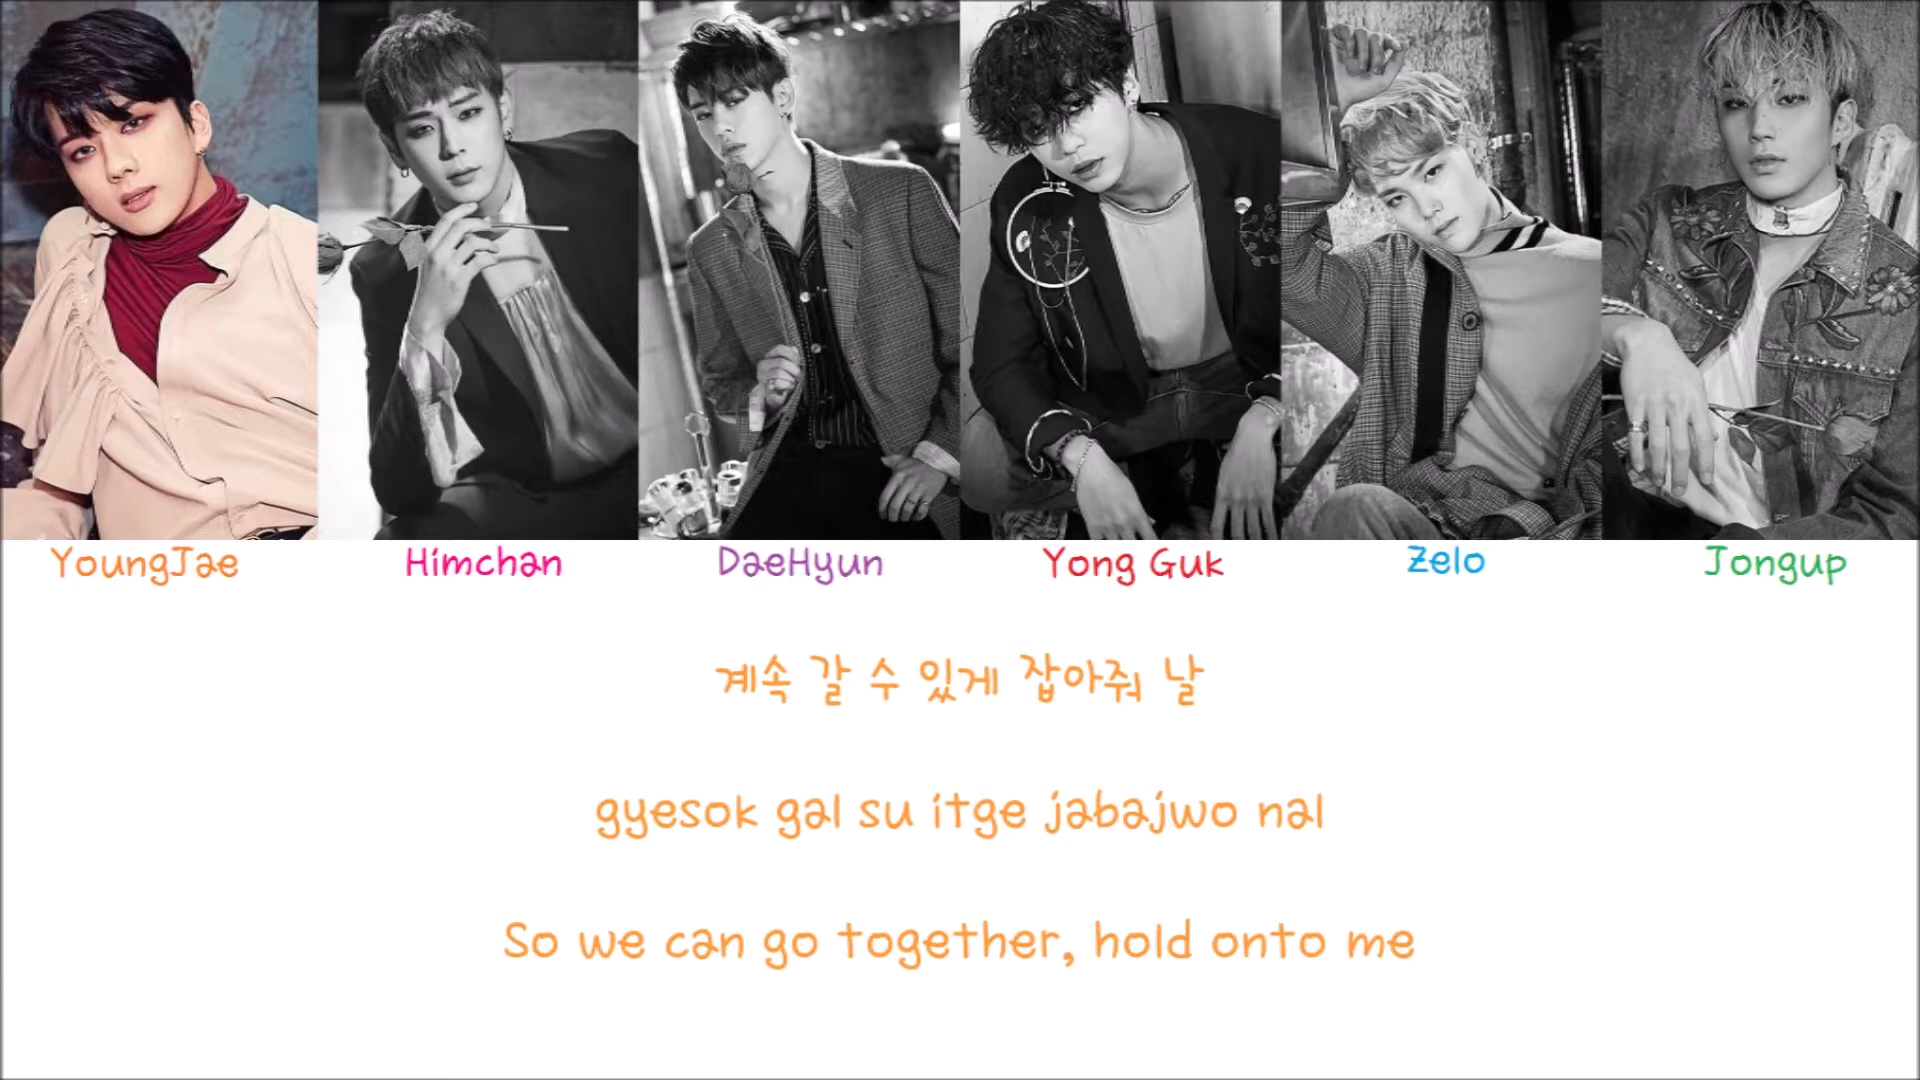 YoungJae Himchan DaeHyun Yong Guk Zelo Jongup
계속 갈 수 있게 잡아줘 날
gyesok gal su itge jabajwo nal
So we can go together, hold onto me